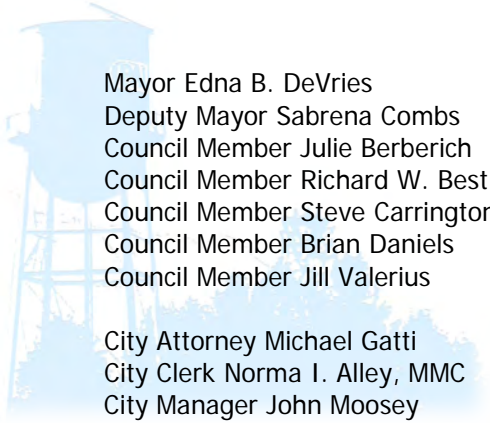 Mayor Edna B. DeVries
Deputy Mayor Sabrena Combs
Council Member Julie Berberich
Council Member Richard W. Best
Council Member Steve Carrington
Council Member Brian Daniels
Council Member Jill Valerius
City Attorney Michael Gatti
City Clerk Norma I. Alley, MMC
City Manager John Moosey